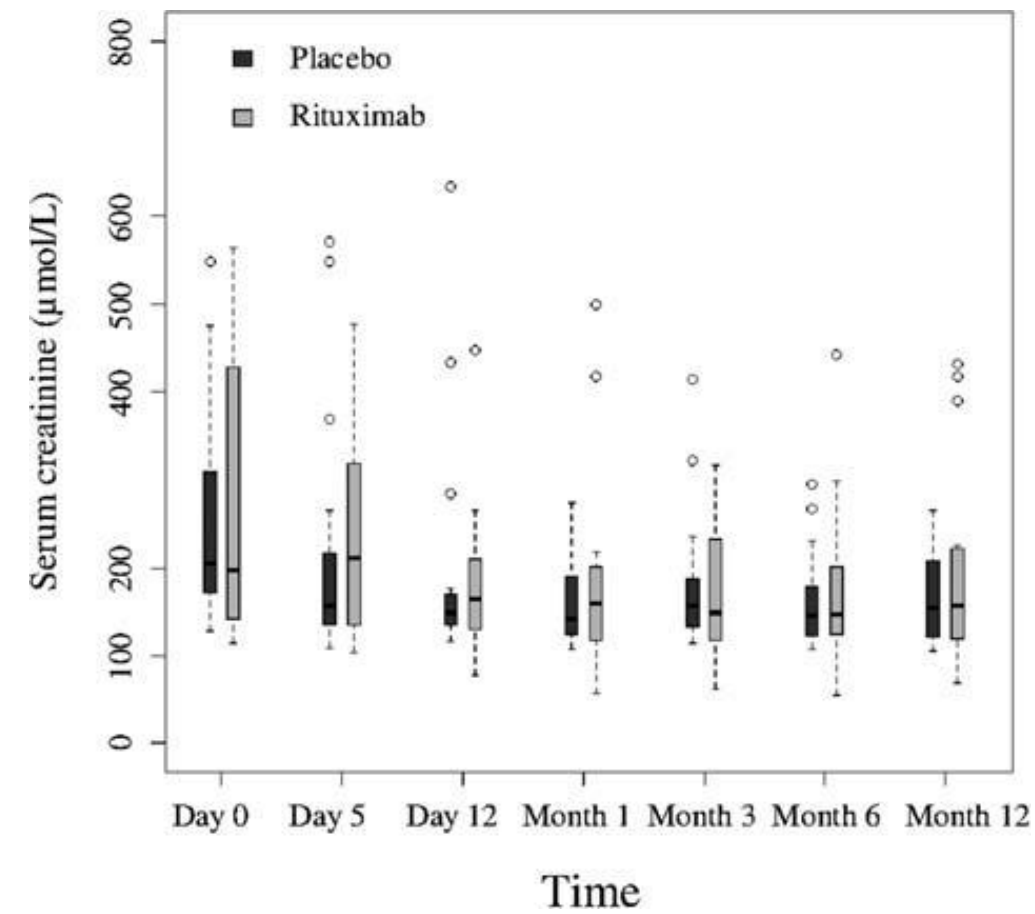 Placebo
Rituximab
Serum creatinine (µmol/L)
800
600
500
400
200
100
0
Day 0 Day 5 Day 12 Month 1 Month 3 Month 6 Month 12
Time